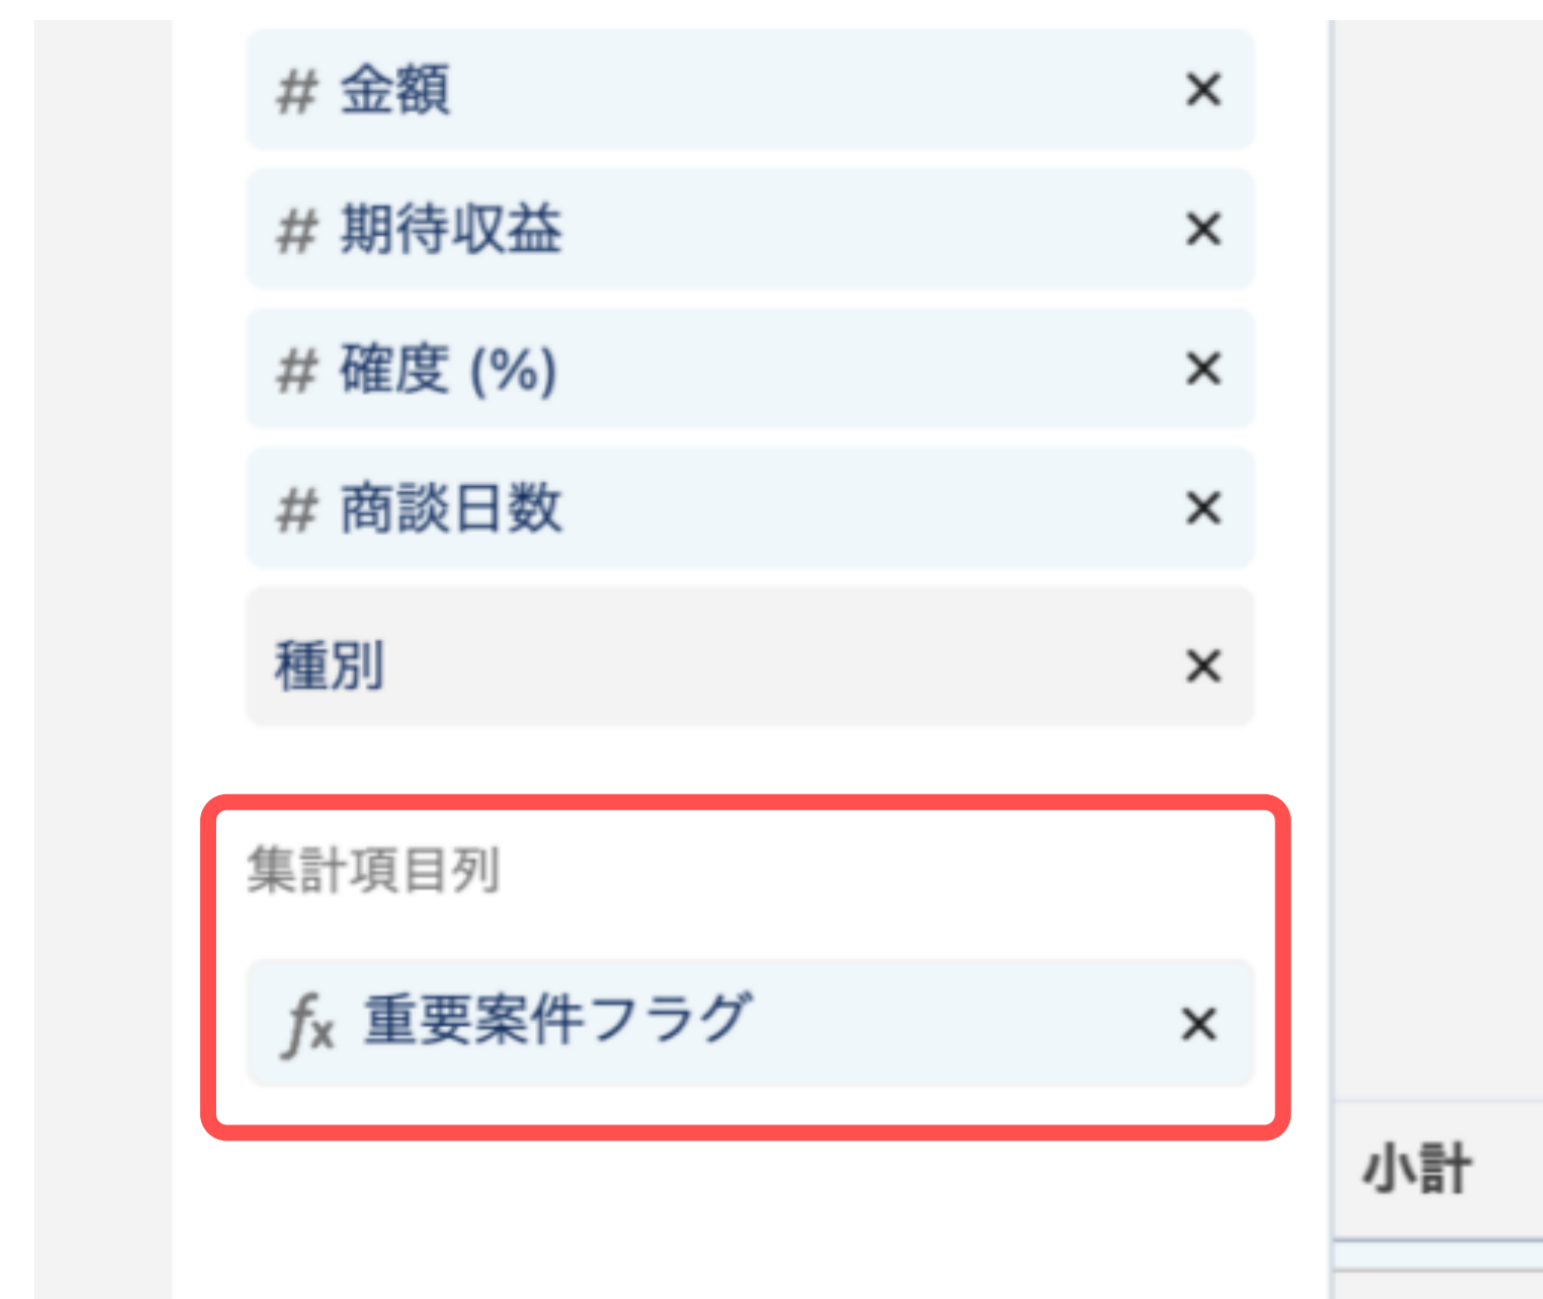 # 金額 ×
# 期待収益 ×
# 確度 (%) ×
# 商談日数 ×
種別 ×
集計項目列
fx 重要案件フラグ ×
小計